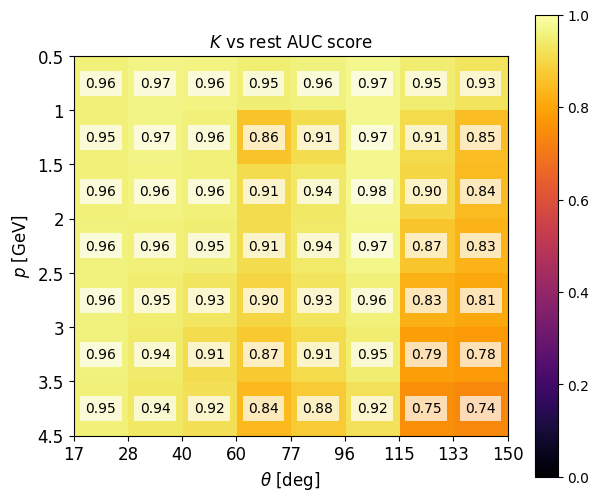 K vs rest AUC score
0.5
1
1.5
2
2.5
3
3.5
4.5
p [GeV]
0.96 0.97 0.96 0.95 0.96 0.97 0.95 0.93
0.95 0.97 0.96 0.86 0.91 0.97 0.91 0.85
0.96 0.96 0.96 0.91 0.94 0.98 0.90 0.84
0.96 0.96 0.95 0.91 0.94 0.97 0.87 0.83
0.96 0.95 0.93 0.90 0.93 0.96 0.83 0.81
0.96 0.94 0.91 0.87 0.91 0.95 0.79 0.78
0.95 0.94 0.92 0.84 0.88 0.92 0.75 0.74
17 28 40 60 77 96 115 133 150
θ [deg]
1.0
0.8
0.6
0.4
0.2
0.0